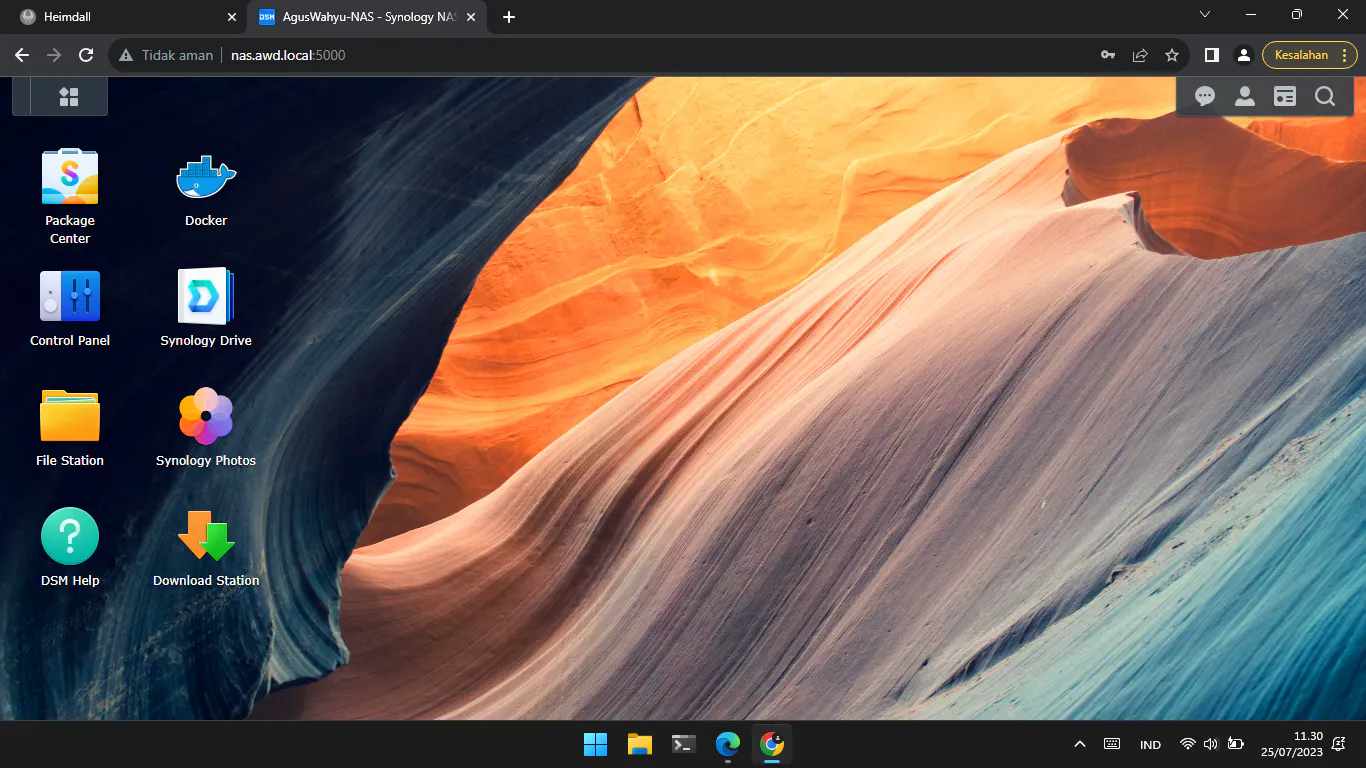 Heimdall
DSM AgusWahyu-NAS - Synology NAS
Tidak aman nas.awd.local:5000
Kesalahan
Package
Center
Docker
Control Panel
Synology Drive
File Station
Synology Photos
DSM Help
Download Station
IND
11.30
25/07/2023